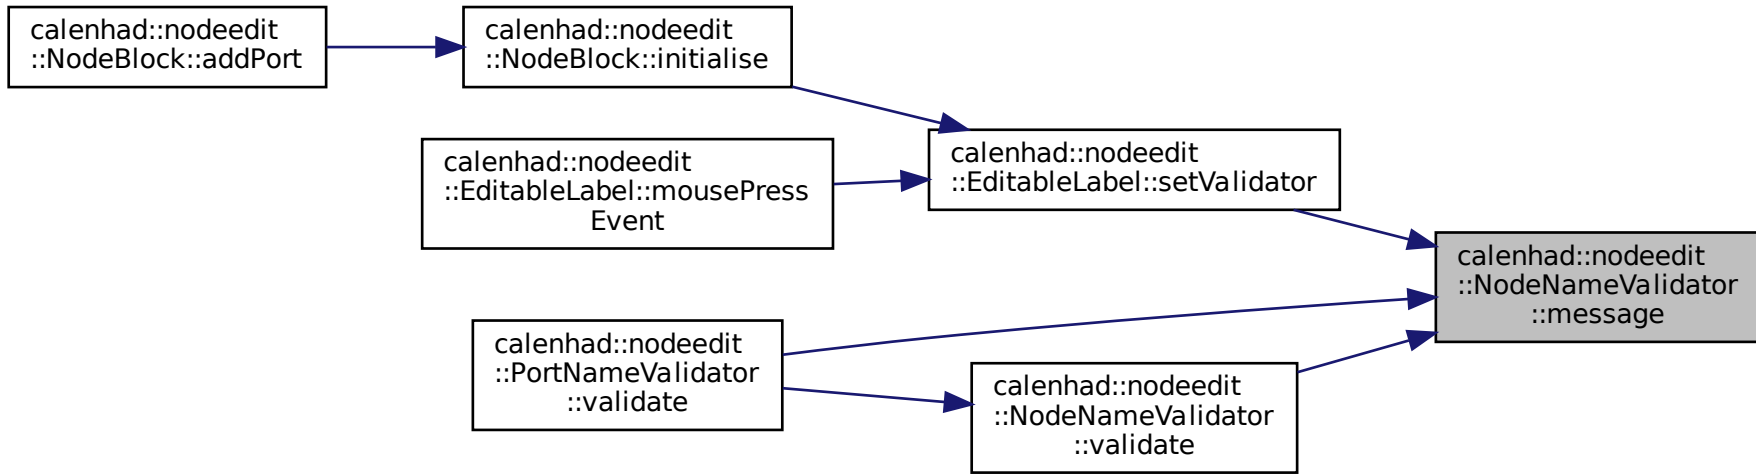 calenhad::nodeedit
::NodeBlock::addPort
calenhad::nodeedit
::NodeBlock::initialise
calenhad::nodeedit
::EditableLabel::mousePress
Event
calenhad::nodeedit
::EditableLabel::setValidator
calenhad::nodeedit
::NodeNameValidator
::message
calenhad::nodeedit
::PortNameValidator
::validate
calenhad::nodeedit
::NodeNameValidator
::validate